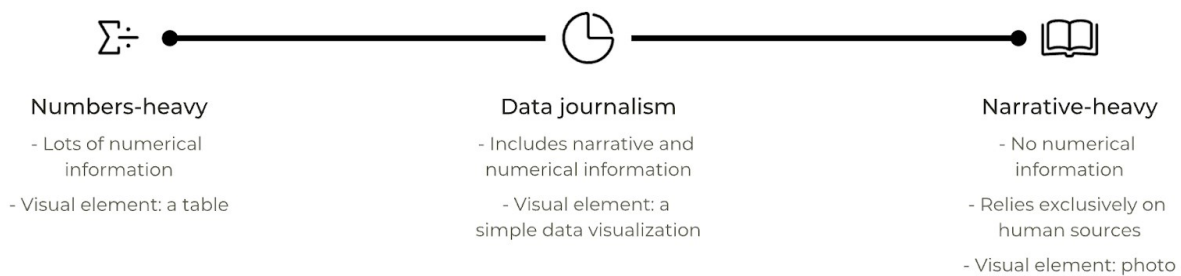 Numbers-heavy
- Lots of numerical
information
- Visual element: a table
Data journalism
- Includes narrative and
numerical information
- Visual element: a
simple data visualization
Narrative-heavy
- No numerical
information
- Relies exclusively on
human sources
- Visual element: photo